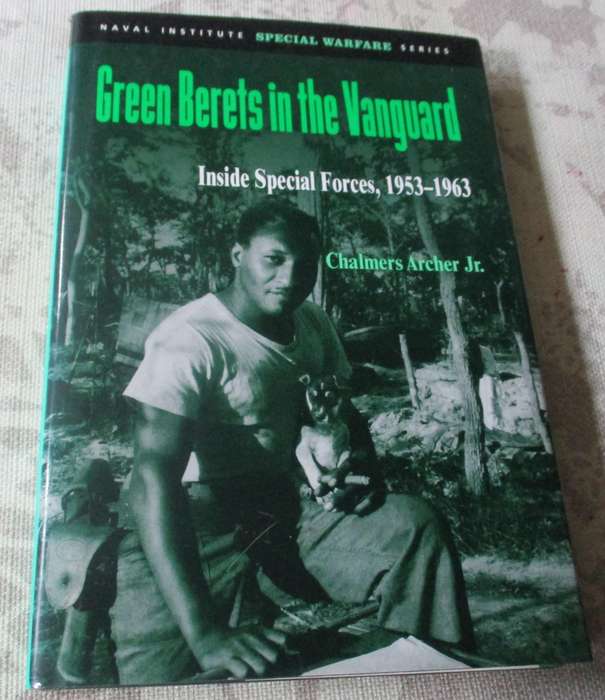 NAVAL INSTITUTE SPECIAL WARFARE SERIES
Green Berets in the Vanguard
Inside Special Forces, 1953–1963
Chalmers Archer Jr.